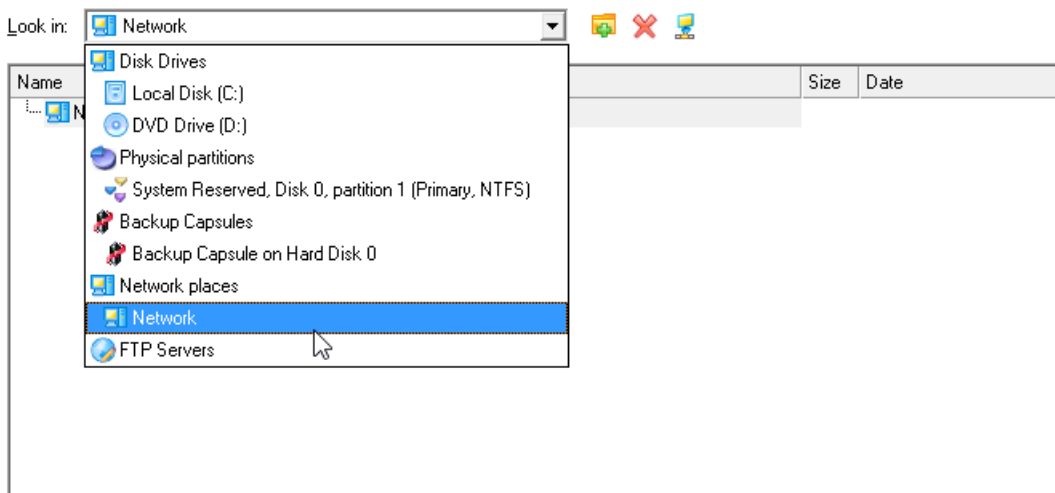 Look in: Network
Name Size Date
N
Disk Drives
Local Disk (C:)
DVD Drive (D:)
Physical partitions
System Reserved, Disk 0, partition 1 (Primary, NTFS)
Backup Capsules
Backup Capsule on Hard Disk 0
Network places
Network
FTP Servers